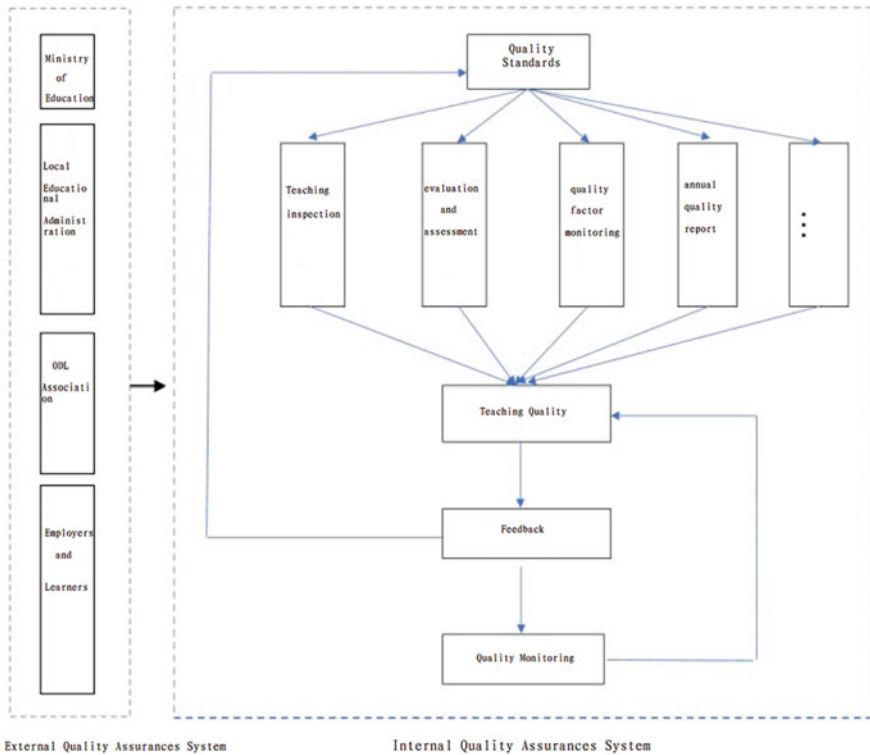 Ministry
of
Education
Local
Educatio
nal
Administ
ration
ODL
Associati
on
Employers
and
Learners
Quality
Standards
Teaching
inspection
evaluation
and
assessment
quality
factor
monitoring
annual
quality
report
...
Teaching Quality
Feedback
Quality Monitoring
External Quality Assurances System
Internal Quality Assurances System